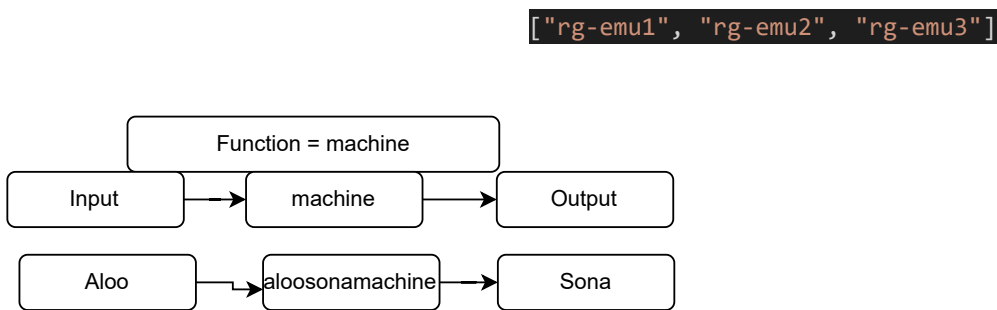 ["rg-emu1", "rg-emu2", "rg-emu3"]
Function = machine
Input machine Output
Aloo aloosonamachine Sona